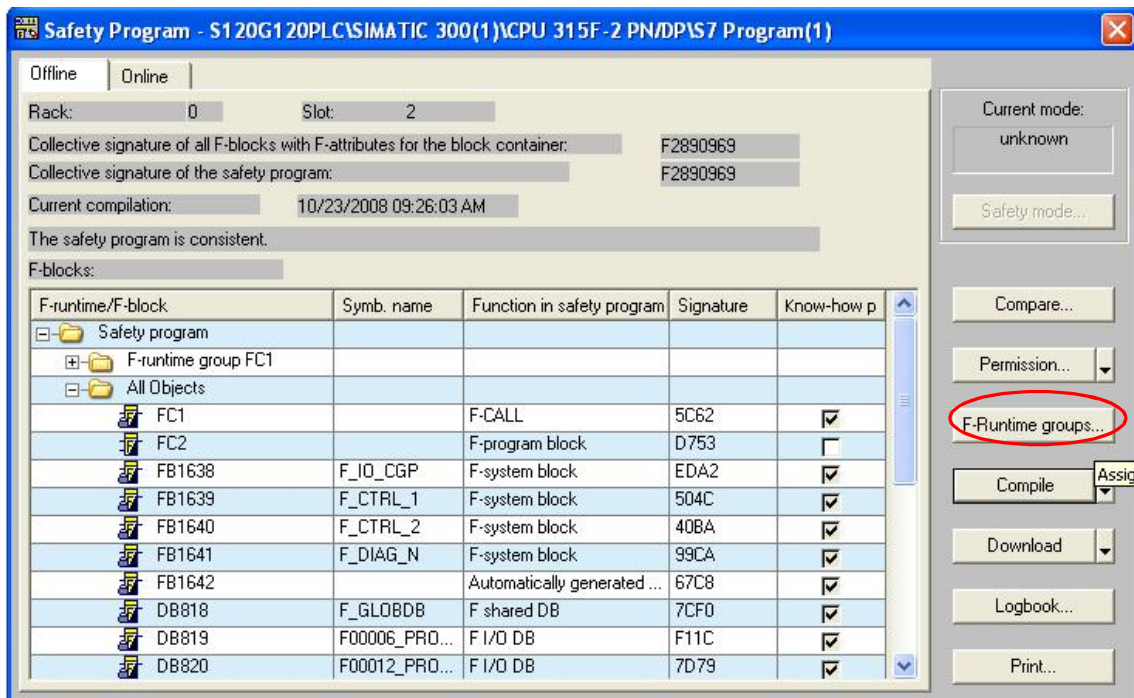 Safety Program - S120G120PLC\SIMATIC 300(1)\CPU 315F-2 PN/DP\S7 Program(1)
Offline Online
Rack: 0 Slot: 2
Collective signature of all F-blocks with F-attributes for the block container: F2890969
Collective signature of the safety program: F2890969
Current compilation: 10/23/2008 09:26:03 AM
The safety program is consistent.
F-blocks:
F-runtime/F-block Symb. name Function in safety program Signature Know-how p
Safety program
F-runtime group FC1
All Objects
FC1 F-CALL 5C62
FC2 F-program block D753
FB1638 F_IO_CGP F-system block EDA2
FB1639 F_CTRL_1 F-system block 504C
FB1640 F_CTRL_2 F-system block 40BA
FB1641 F_DIAG_N F-system block 99CA
FB1642 Automatically generated ... 67C8
DB818 F_GLOBDB F shared DB 7CF0
DB819 F00006_PRO... F I/O DB F11C
DB820 F00012_PRO... F I/O DB 7D79
Current mode:
unknown
Safety mode...
Compare...
Permission...
F-Runtime groups...
Compile
Assig
Download
Logbook...
Print...